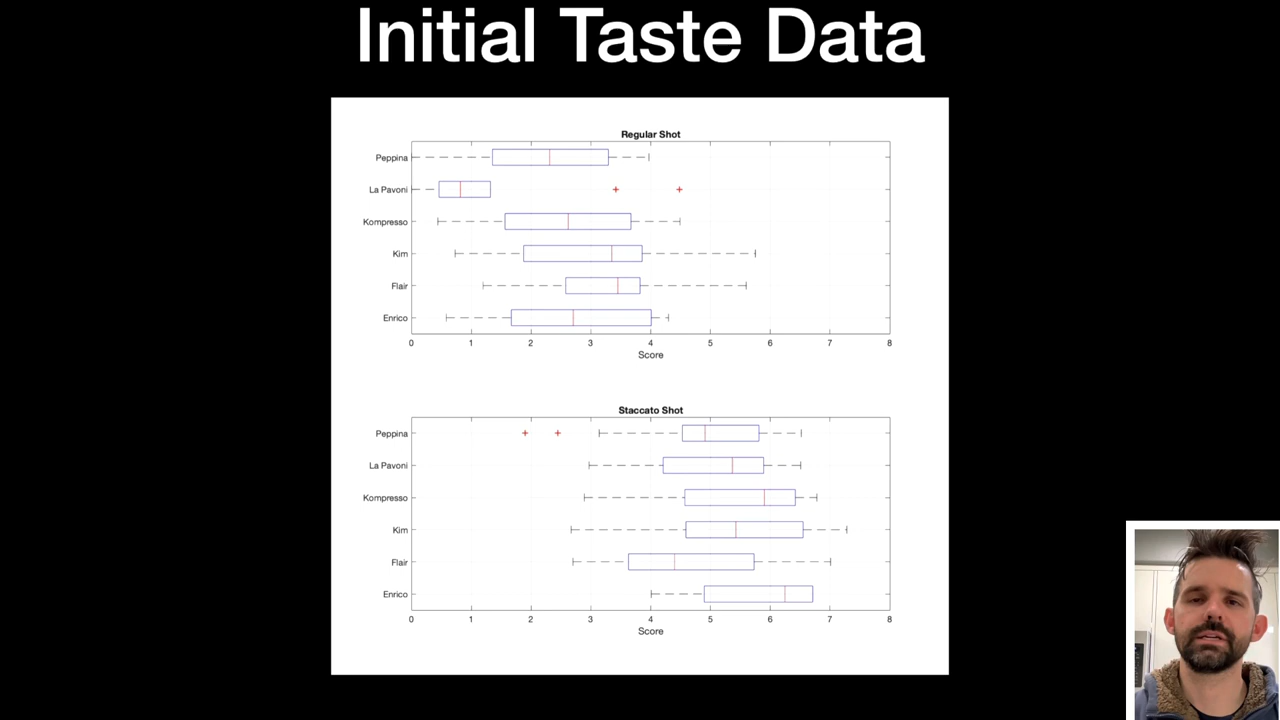 Initial Taste Data
Regular Shot
Peppina
La Pavoni
Kompresso
Kim
Flair
Enrico
0 1 2 3 4 5 6 7 8
Score
Staccato Shot
Peppina
La Pavoni
Kompresso
Kim
Flair
Enrico
0 1 2 3 4 5 6 7 8
Score